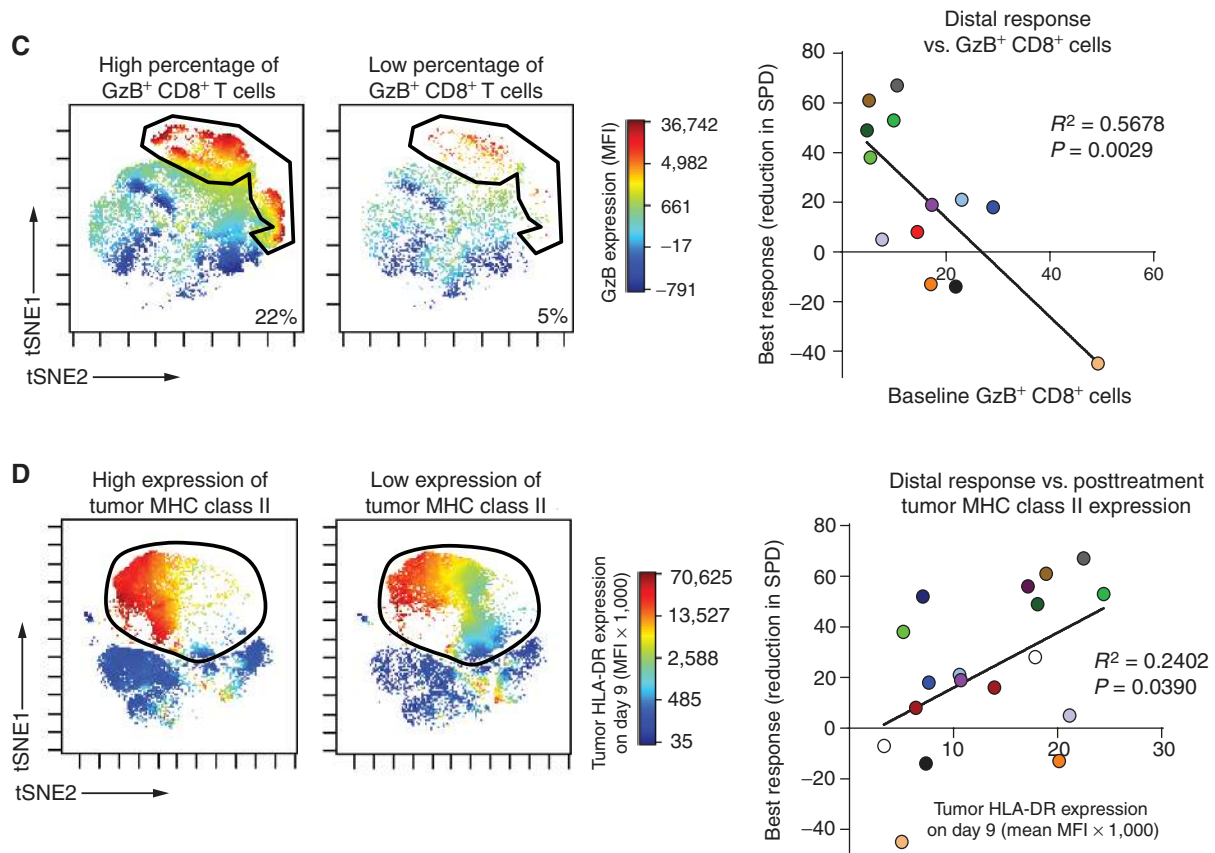 C
High percentage of
GzB⁺ CD8⁺ T cells
22%
Low percentage of
GzB⁺ CD8⁺ T cells
5%
tSNE1
tSNE2
GzB expression (MFI)
36,742
4,982
661
−17
−791
Distal response
vs. GzB⁺ CD8⁺ cells
Best response (reduction in SPD)
80
60
40
20
0
−20
−40
20
40
60
R² = 0.5678
P = 0.0029
Baseline GzB⁺ CD8⁺ cells
D
High expression of
tumor MHC class II
Low expression of
tumor MHC class II
tSNE1
tSNE2
Tumor HLA-DR expression
on day 9 (MFI × 1,000)
70.625
13,527
2,588
485
35
Distal response vs. posttreatment
tumor MHC class II expression
Best response (reduction in SPD)
80
60
40
20
0
−20
−40
10
20
30
R² = 0.2402
P = 0.0390
Tumor HLA-DR expression
on day 9 (mean MFI × 1,000)